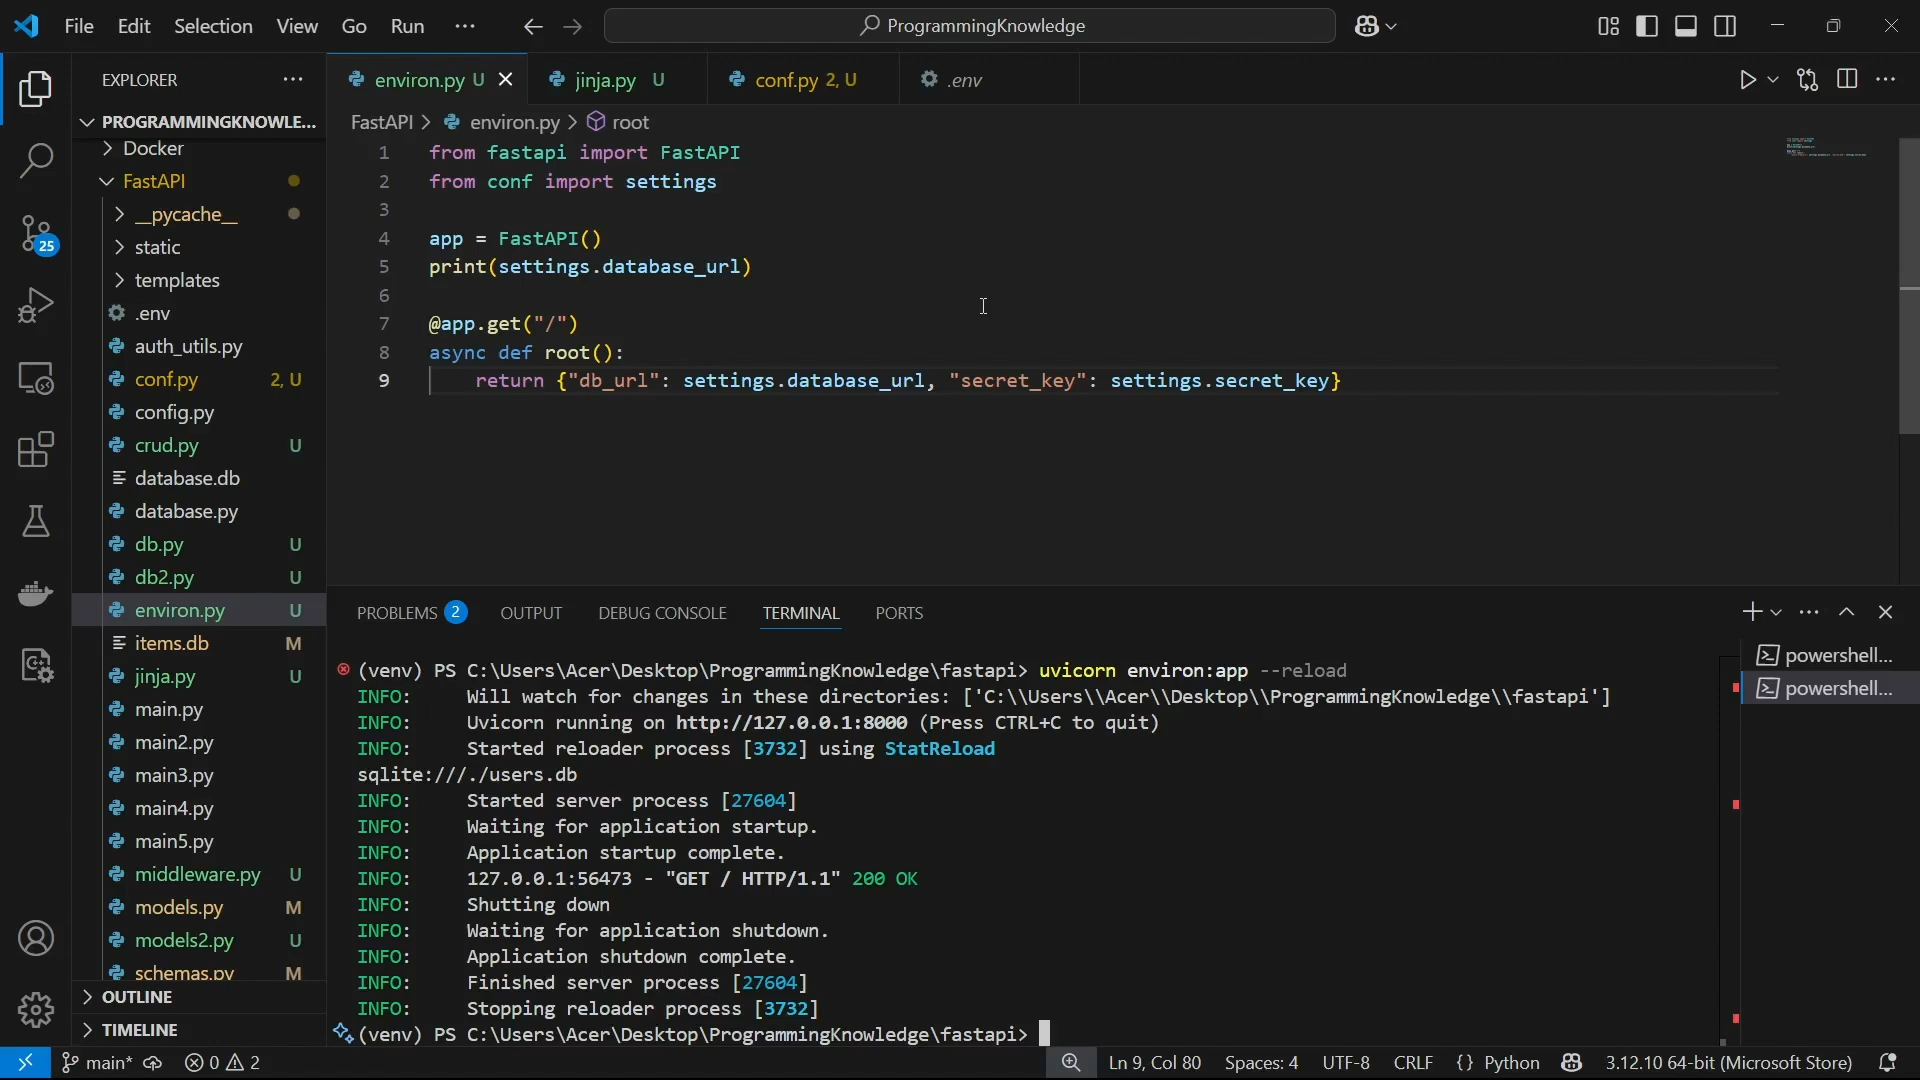 File Edit Selection View Go Run ··· ProgrammingKnowledge
EXPLORER ···
PROGRAMMINGKNOWLE...
Docker
FastAPI
__pycache__
static
templates
.env
auth_utils.py
conf.py 2, U
config.py
crud.py U
database.db
database.py
db.py U
db2.py U
environ.py U
items.db M
jinja.py U
main.py
main2.py
main3.py
main4.py
main5.py
middleware.py U
models.py M
models2.py U
schemas.py M
OUTLINE
TIMELINE
25
environ.py U jinja.py U conf.py 2, U .env
FastAPI > environ.py > root
1 from fastapi import FastAPI
2 from conf import settings
3
4 app = FastAPI()
5 print(settings.database_url)
6
7 @app.get("/")
8 async def root():
9     return {"db_url": settings.database_url, "secret_key": settings.secret_key}
PROBLEMS 2 OUTPUT DEBUG CONSOLE TERMINAL PORTS
(venv) PS C:\Users\Acer\Desktop\ProgrammingKnowledge\fastapi> uvicorn environ:app --reload
INFO:     Will watch for changes in these directories: ['C:\\Users\\Acer\\Desktop\\ProgrammingKnowledge\\fastapi']
INFO:     Uvicorn running on http://127.0.0.1:8000 (Press CTRL+C to quit)
INFO:     Started reloader process [3732] using StatReload
sqlite:///./users.db
INFO:     Started server process [27604]
INFO:     Waiting for application startup.
INFO:     Application startup complete.
INFO:     127.0.0.1:56473 - "GET / HTTP/1.1" 200 OK
INFO:     Shutting down
INFO:     Waiting for application shutdown.
INFO:     Application shutdown complete.
INFO:     Finished server process [27604]
INFO:     Stopping reloader process [3732]
(venv) PS C:\Users\Acer\Desktop\ProgrammingKnowledge\fastapi>
powershell...
powershell...
main* 0 2 Ln 9, Col 80 Spaces: 4 UTF-8 CRLF {} Python 3.12.10 64-bit (Microsoft Store)